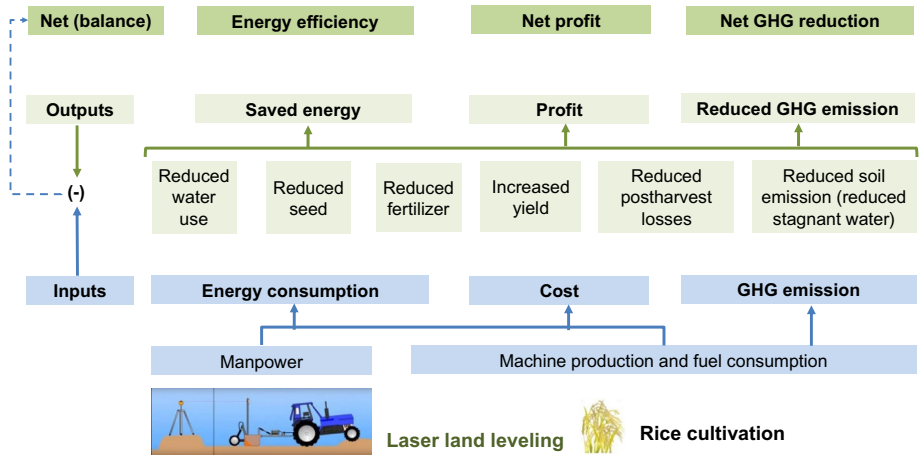 Net (balance)
Energy efficiency
Net profit
Net GHG reduction
Outputs
Saved energy
Profit
Reduced GHG emission
(-)
Reduced
water
use
Reduced
seed
Reduced
fertilizer
Increased
yield
Reduced
postharvest
losses
Reduced soil
emission (reduced
stagnant water)
Inputs
Energy consumption
Cost
GHG emission
Manpower
Machine production and fuel consumption
Laser land leveling
Rice cultivation